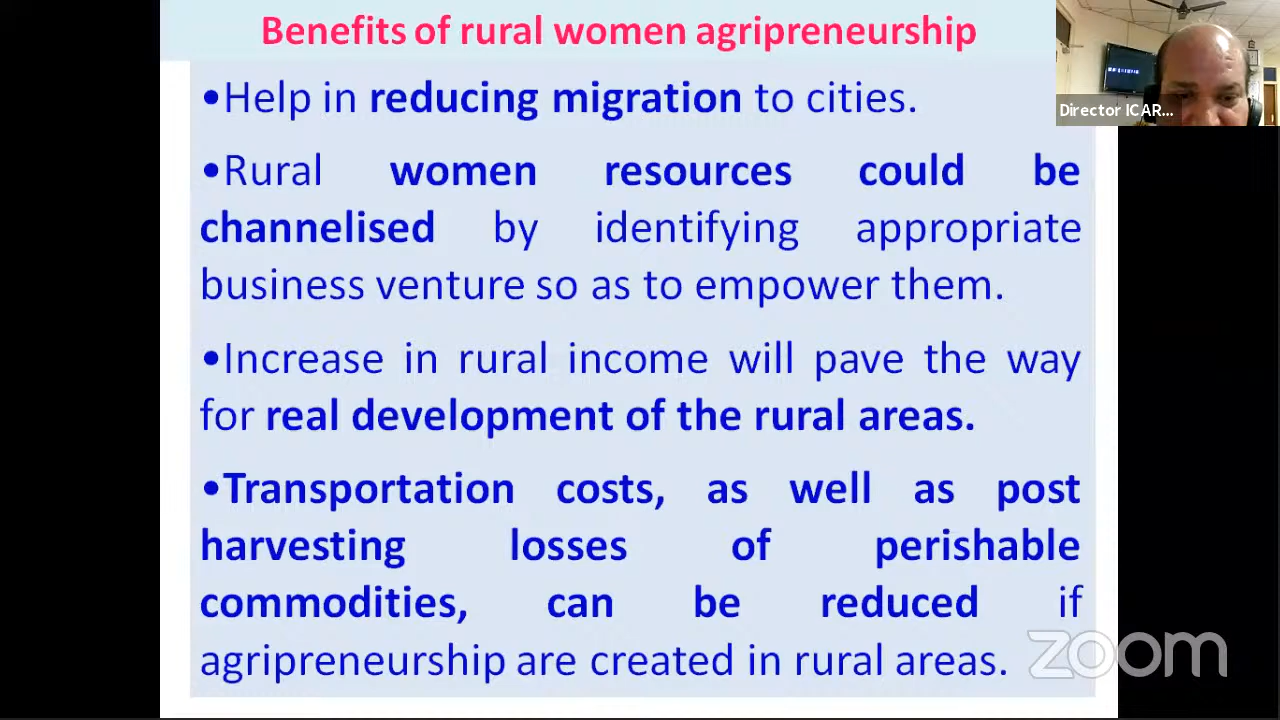 Benefits of rural women agripreneurship
•Help in reducing migration to cities.
•Rural women resources could be
channelised by identifying appropriate
business venture so as to empower them.
•Increase in rural income will pave the way
for real development of the rural areas.
•Transportation costs, as well as post
harvesting losses of perishable
commodities, can be reduced if
agripreneurship are created in rural areas.
Director ICAR...
zoom